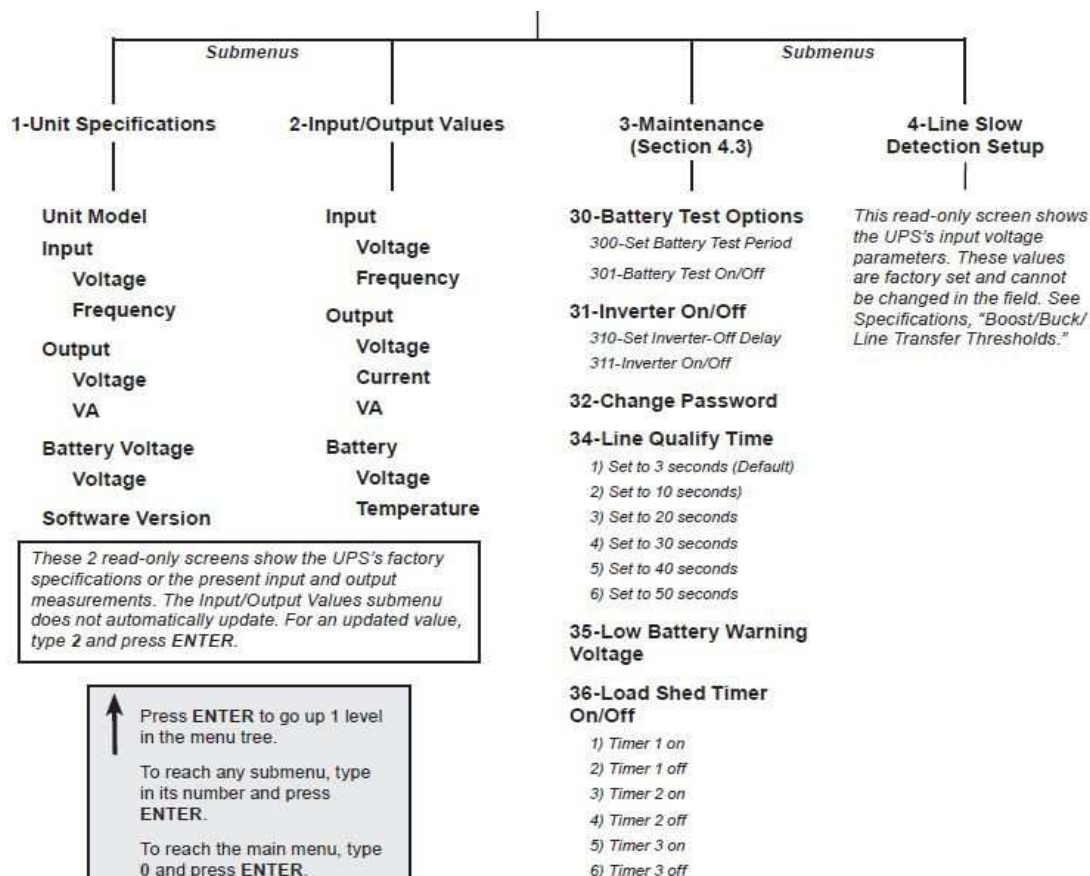 Submenus
Submenus
1-Unit Specifications
Unit Model
Input
Voltage
Frequency
Output
Voltage
VA
Battery Voltage
Voltage
Software Version
2-Input/Output Values
Input
Voltage
Frequency
Output
Voltage
Current
VA
Battery
Voltage
Temperature
These 2 read-only screens show the UPS's factory
specifications or the present input and output
measurements. The Input/Output Values submenu
does not automatically update. For an updated value,
type 2 and press ENTER.
Press ENTER to go up 1 level
in the menu tree.
To reach any submenu, type
in its number and press
ENTER.
To reach the main menu, type
0 and press ENTER.
3-Maintenance
(Section 4.3)
30-Battery Test Options
300-Set Battery Test Period
301-Battery Test On/Off
31-Inverter On/Off
310-Set Inverter-Off Delay
311-Inverter On/Off
32-Change Password
34-Line Qualify Time
1) Set to 3 seconds (Default)
2) Set to 10 seconds)
3) Set to 20 seconds
4) Set to 30 seconds
5) Set to 40 seconds
6) Set to 50 seconds
35-Low Battery Warning
Voltage
36-Load Shed Timer
On/Off
1) Timer 1 on
2) Timer 1 off
3) Timer 2 on
4) Timer 2 off
5) Timer 3 on
6) Timer 3 off
4-Line Slow
Detection Setup
This read-only screen shows
the UPS's input voltage
parameters. These values
are factory set and cannot
be changed in the field. See
Specifications, "Boost/Buck/
Line Transfer Thresholds."